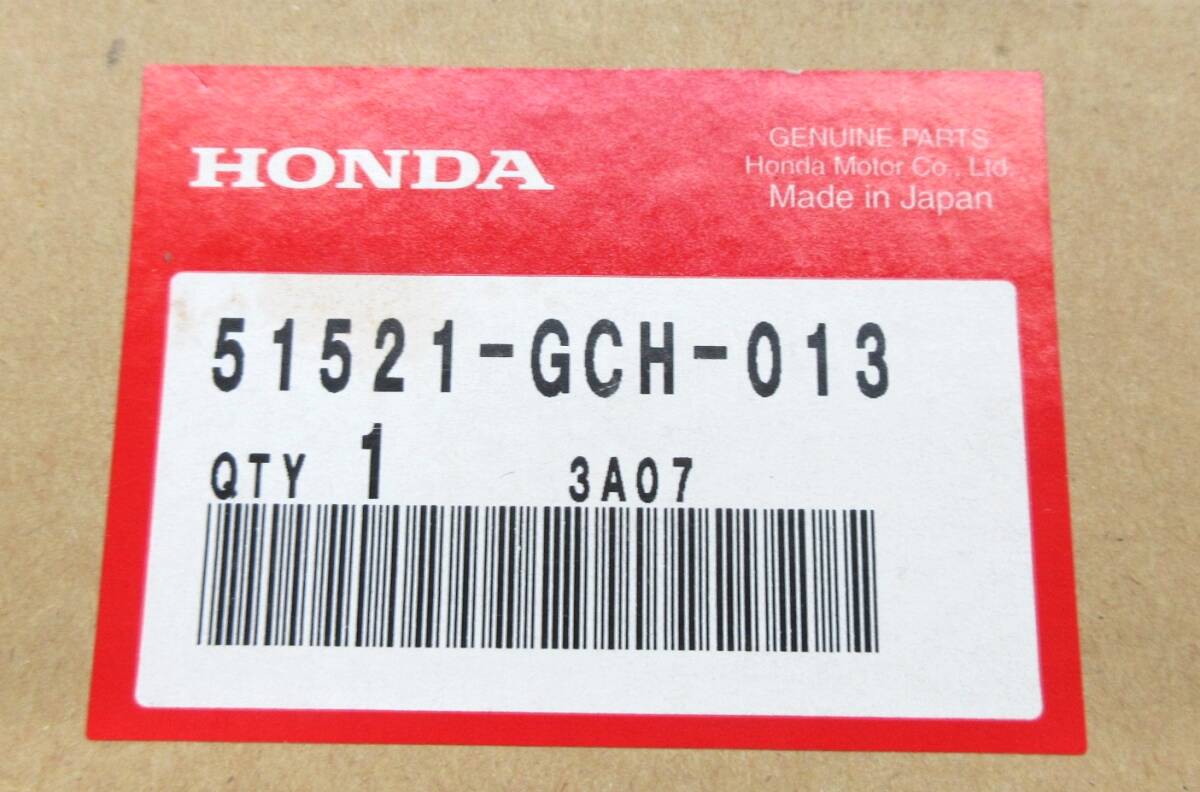 HONDA
GENUINE PARTS
Honda Motor Co., Ltd.
Made in Japan
51521-GCH-013
QTY 1 3A07